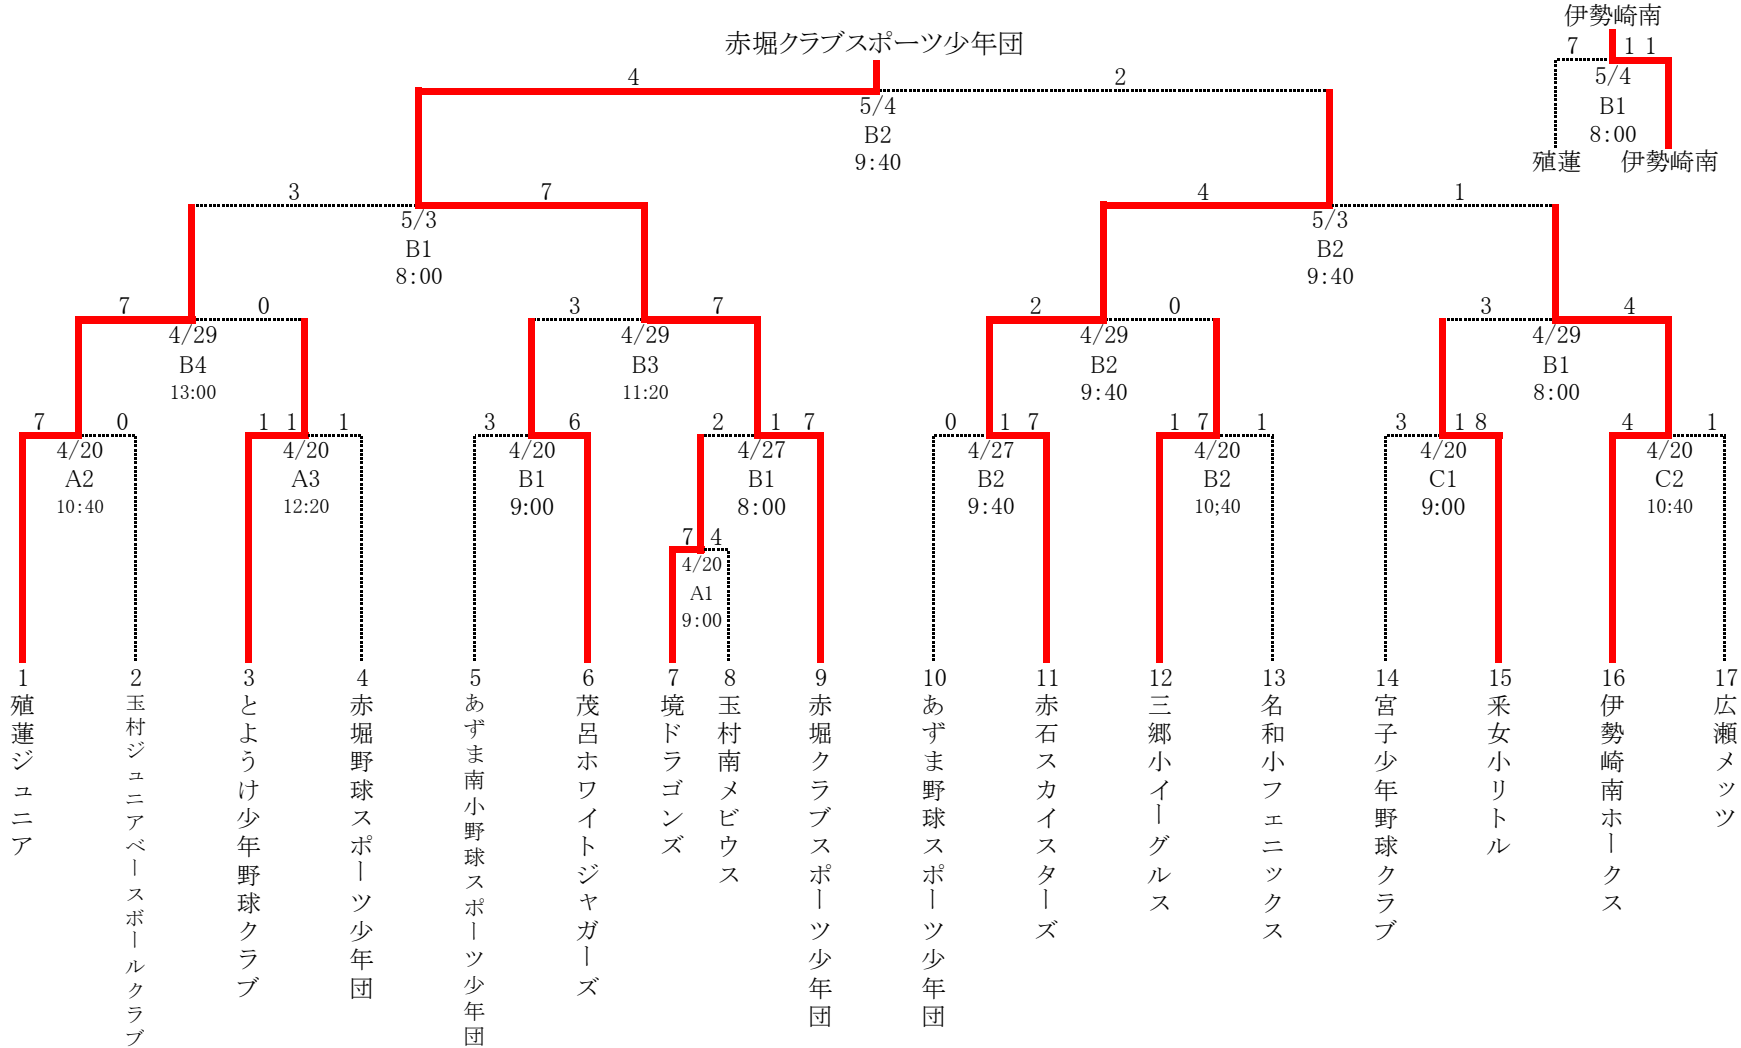 伊勢崎南
赤堀クラブスポーツ少年団
7 11
4 2
5/4
B1
8:00
5/4
B2
9:40
殖蓮 伊勢崎南
3 7 4 1
5/3
B1
8:00
5/3
B2
9:40
7 0 3 7 2 0 3 4
4/29 4/29 4/29 4/29
B4 B3 B2 B1
13:00 11:20 9:40 8:00
7 0 11 1 3 6 2 17 0 17 17 1 3 18 4 1
4/20 4/20 4/20 4/27 4/27 4/20 4/20 4/20
A2 A3 B1 B1 B2 B2 C1 C2
10:40 12:20 9:00 8:00 9:40 10;40 9:00 10:40
7 4
4/20
A1
9:00
1 2 3 4 5 6 7 8 9 10 11 12 13 14 15 16 17
殖蓮ジュニア
玉村ジュニアベースボールクラブ
とようけ少年野球クラブ
赤堀野球スポーツ少年団
あずま南小野球スポーツ少年団
茂呂ホワイトジャガーズ
境ドラゴンズ
玉村南メビウス
赤堀クラブスポーツ少年団
あずま野球スポーツ少年団
赤石スカイスターズ
三郷小イーグルス
名和小フェニックス
宮子少年野球クラブ
采女小リトル
伊勢崎南ホークス
広瀬メッツ